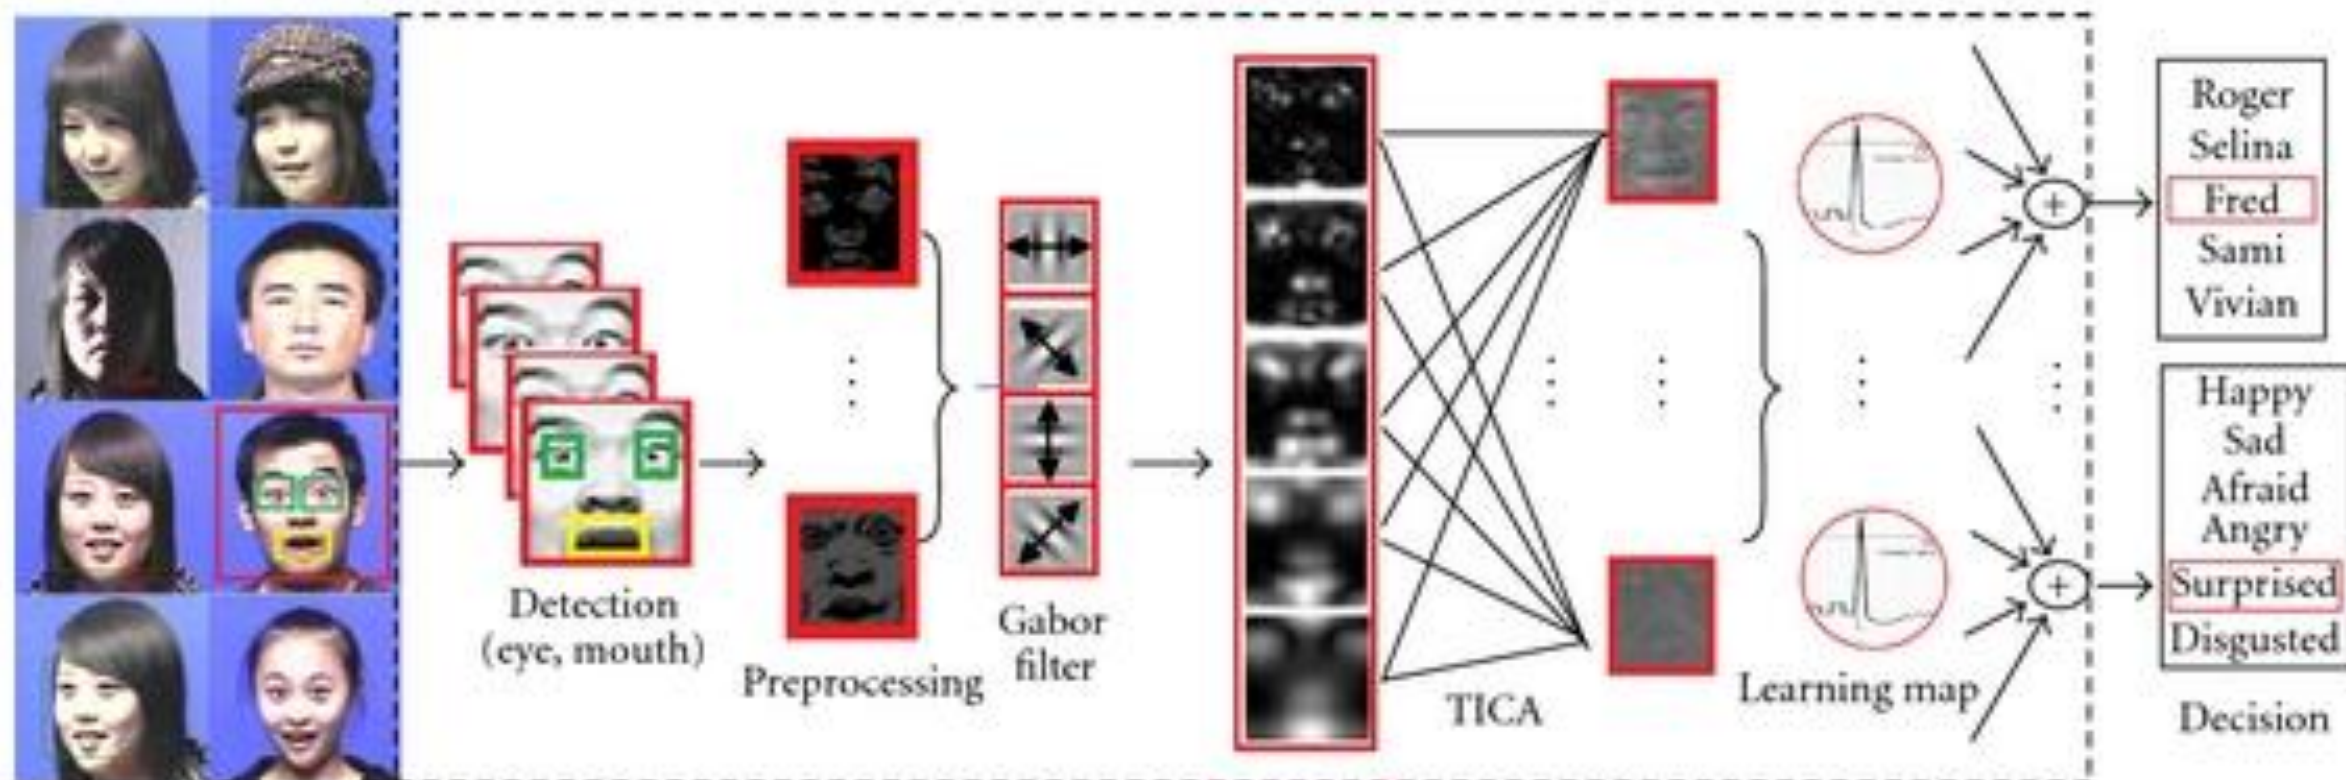 Detection
(eye, mouth)
Preprocessing
Gabor
filter
TICA
Learning map
+
+
Roger
Selina
Fred
Sami
Vivian
Happy
Sad
Afraid
Angry
Surprised
Disgusted
Decision